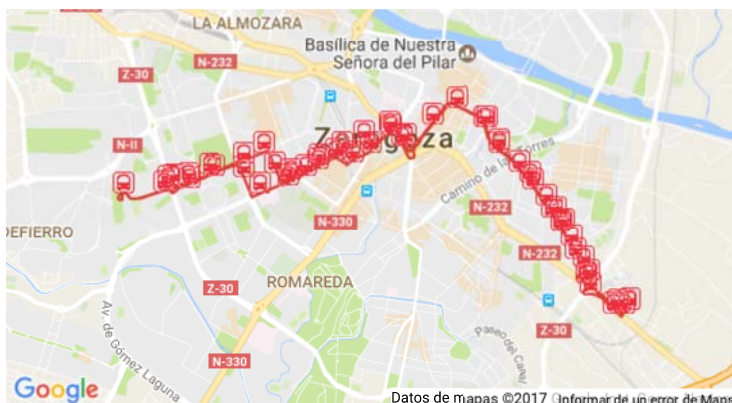 LA ALMOZARA
Basílica de Nuestra
Señora del Pilar
N-232
Z-30
N-II
Zaragoza
Camino de las Torres
N-232
N-330
DEFIERRO
N-232
ROMAREDA
Z-30
Av. de Gómez Laguna
Paseo del Canal
Z-30
N-330
Google
Datos de mapas ©2017
Informar de un error de Maps